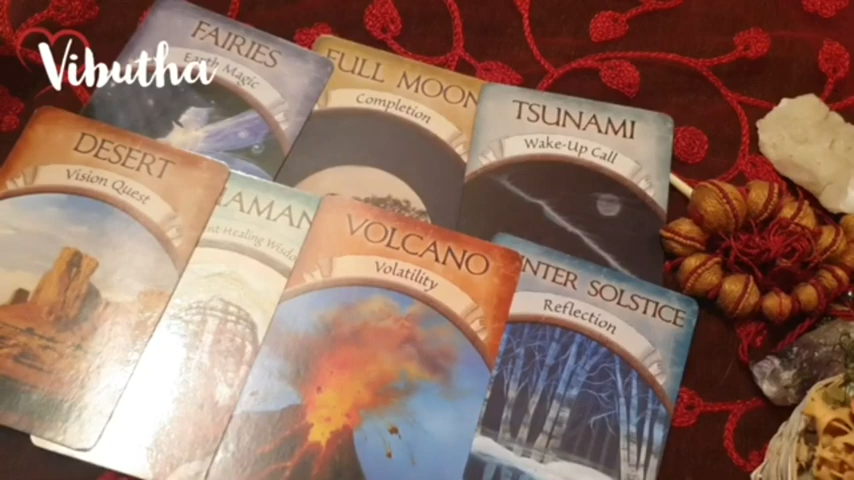 Vibutha
FAIRIES
Earth Magic
FULL MOON
Completion
TSUNAMI
Wake-Up Call
DESERT
Vision Quest
AMAN
Healing Wisdo
VOLCANO
Volatility
NTER SOLSTICE
Reflection